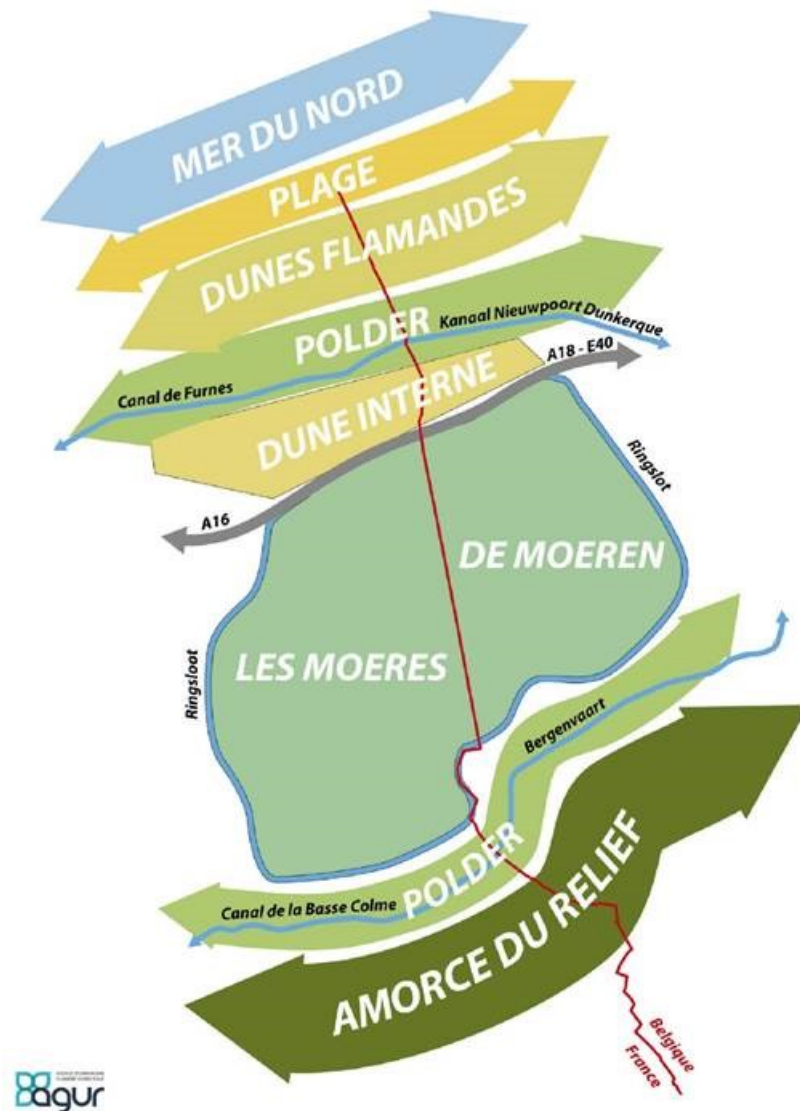 MER DU NORD
PLAGE
DUNES FLAMANDES
POLDER
Kanaal Nieuwpoort Dunkerque
Canal de Furnes
A18 - E40
DUNE INTERNE
A16
Ringslot
DE MOEREN
LES MOERES
Ringsloot
Bergenvaart
POLDER
Canal de la Basse Colme
AMORCE DU RELIEF
Belgique
France
agur